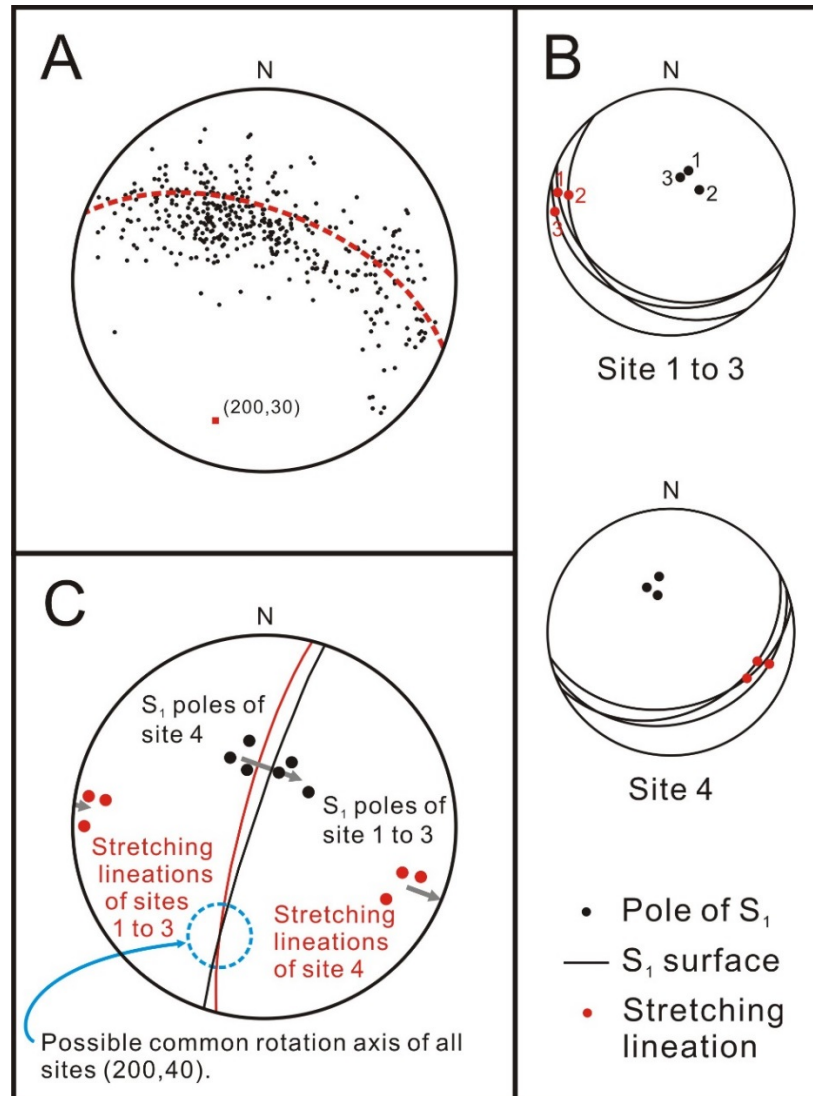 A
N
(200,30)
B
N
1
3
2
1
2
3
Site 1 to 3
N
Site 4
C
N
S₁ poles of
site 4
S₁ poles of
site 1 to 3
Stretching
lineations
of sites
1 to 3
Stretching
lineations
of site 4
Possible common rotation axis of all
sites (200,40).
Pole of S₁
S₁ surface
Stretching
lineation